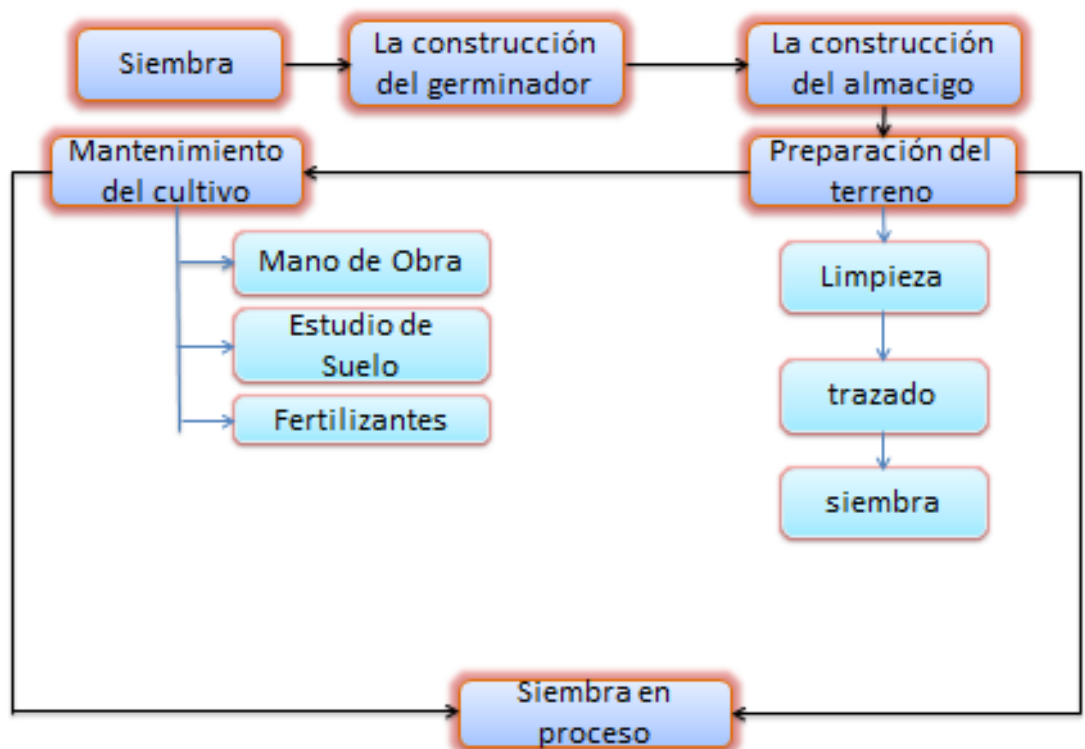 Siembra
La construcción
del germinador
La construcción
del almacigo
Mantenimiento
del cultivo
Preparación del
terreno
Mano de Obra
Estudio de
Suelo
Fertilizantes
Limpieza
trazado
siembra
Siembra en
proceso